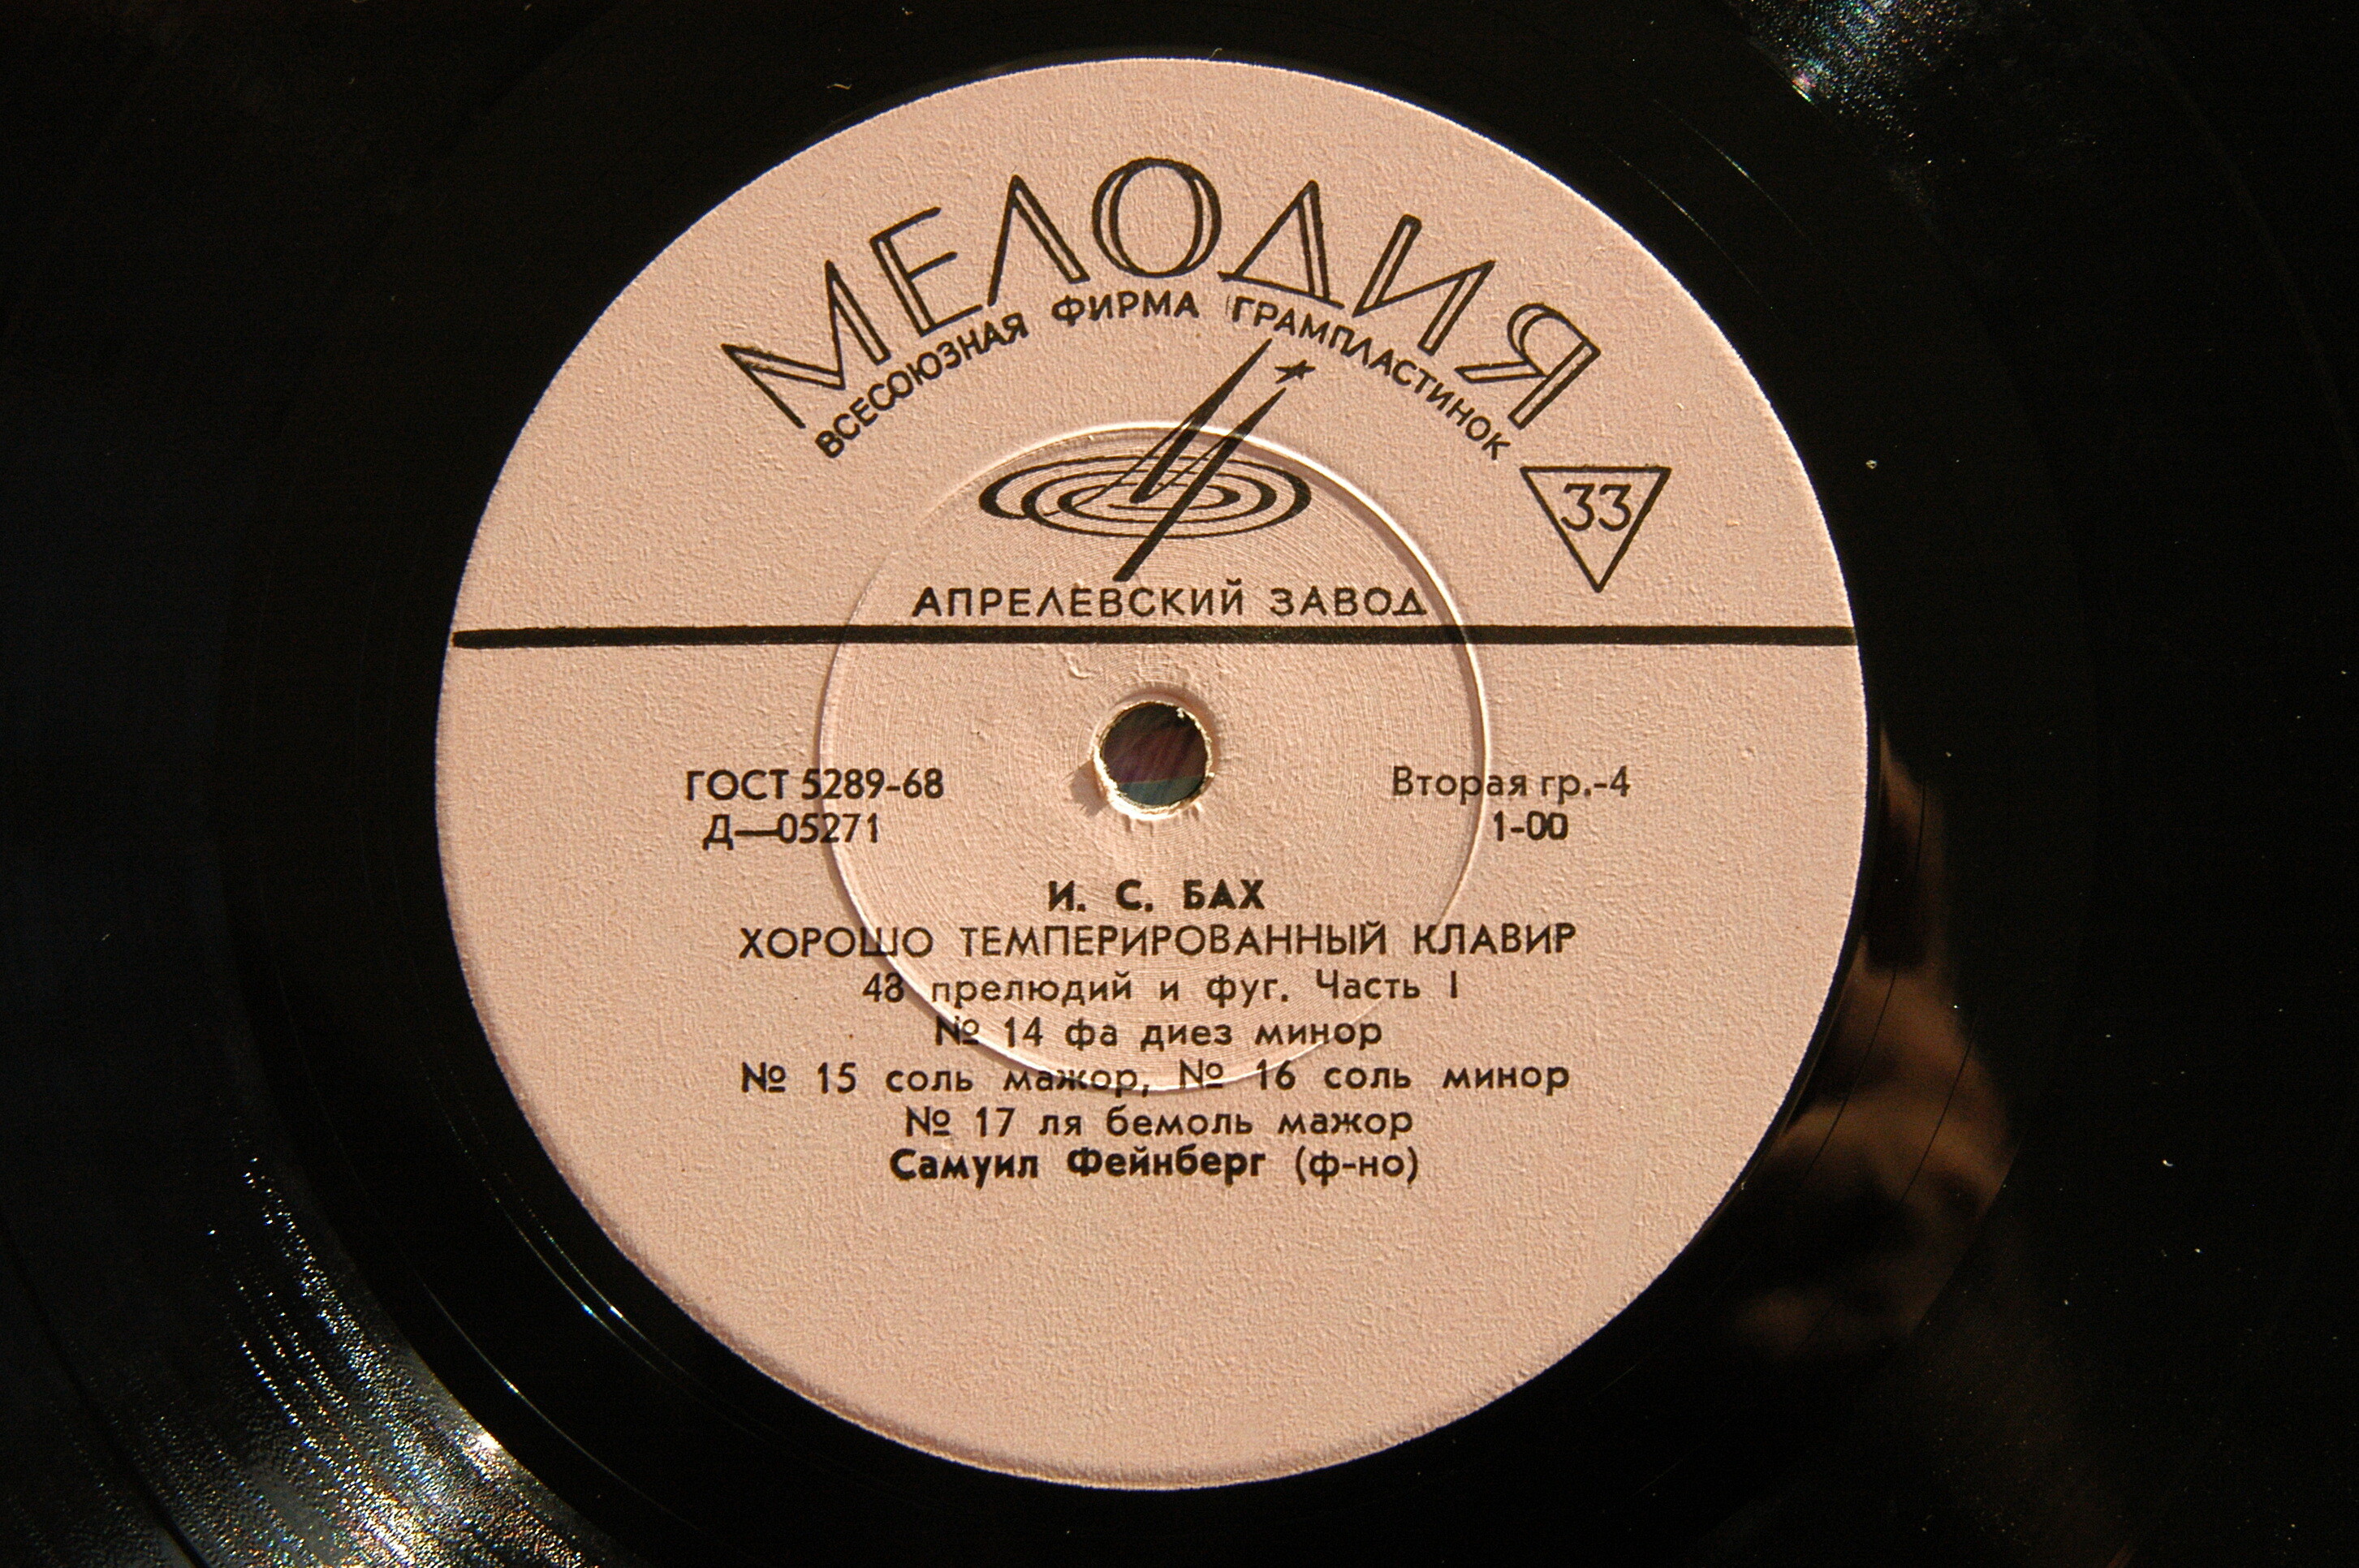 МЕЛОДИЯ
ВСЕСОЮЗНАЯ ФИРМА ГРАМПЛАСТИНОК
33
АПРЕЛЕВСКИЙ ЗАВОД
ГОСТ 5289-68
Д—05271
Вторая гр.-4
1-00
И. С. БАХ
ХОРОШО ТЕМПЕРИРОВАННЫЙ КЛАВИР
48 прелюдий и фуг. Часть I
№ 14 фа диез минор
№ 15 соль мажор, № 16 соль минор
№ 17 ля бемоль мажор
Самуил Фейнберг (ф-но)